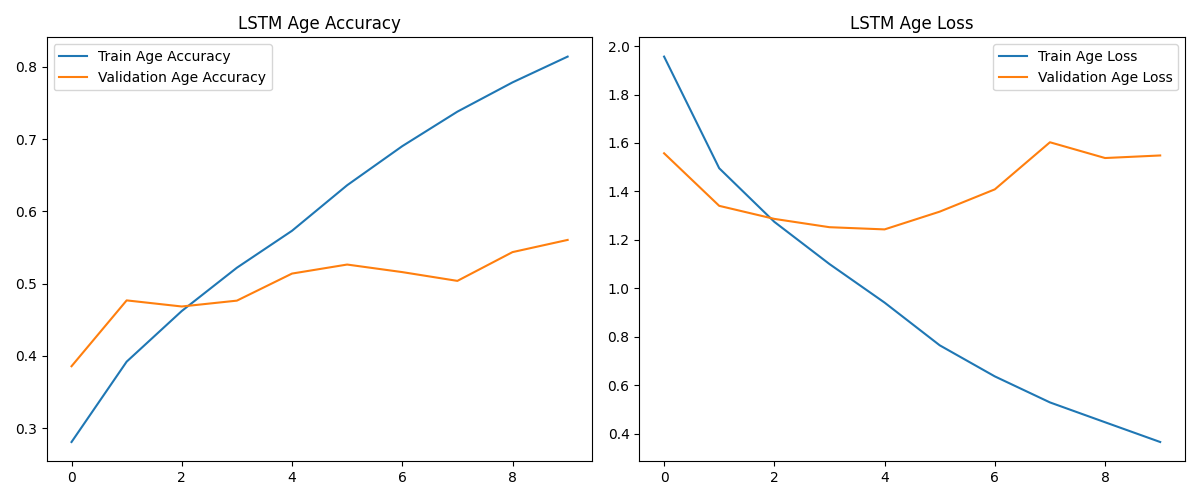 LSTM Age Accuracy
Train Age Accuracy
Validation Age Accuracy
0.8
0.7
0.6
0.5
0.4
0.3
0 2 4 6 8
LSTM Age Loss
Train Age Loss
Validation Age Loss
2.0
1.8
1.6
1.4
1.2
1.0
0.8
0.6
0.4
0 2 4 6 8